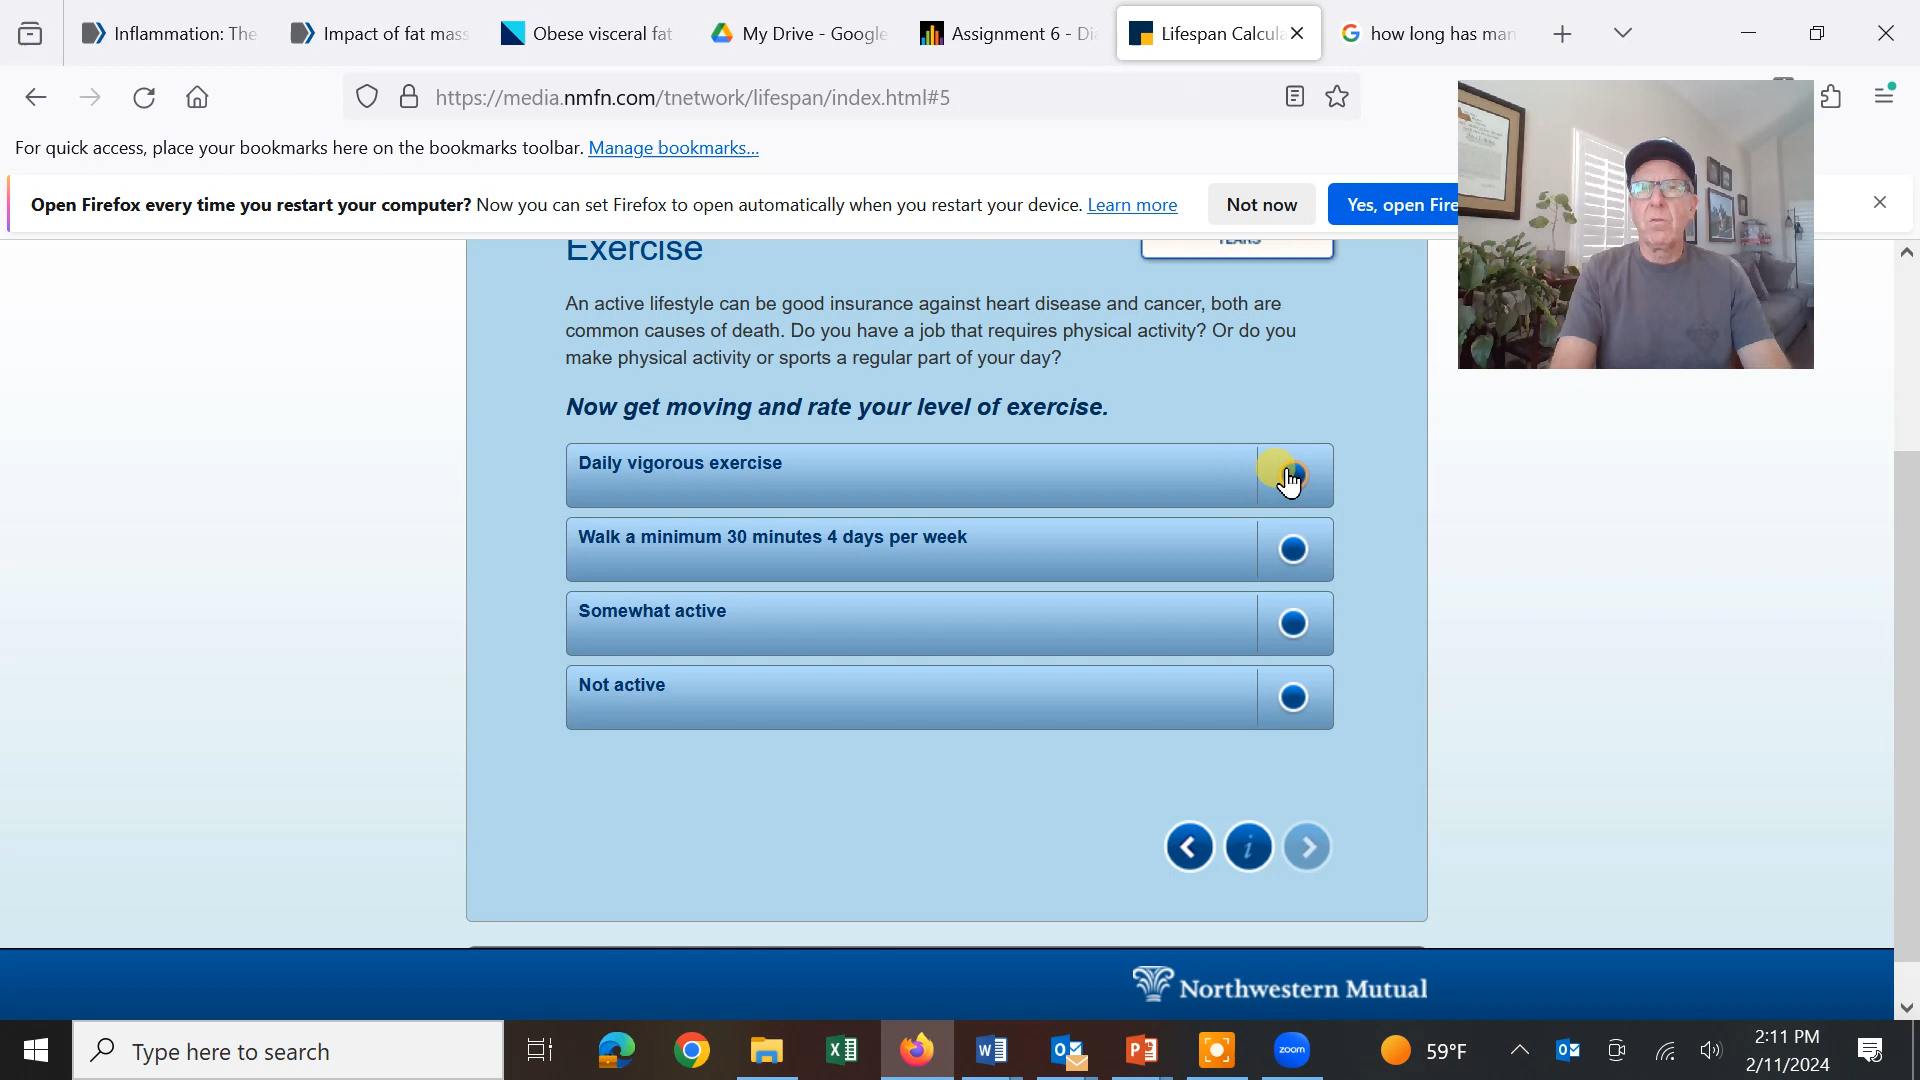 Inflammation: The
Impact of fat mass
Obese visceral fat
My Drive - Google
Assignment 6 - Di
Lifespan Calcula
how long has man
https://media.nmfn.com/tnetwork/lifespan/index.html#5
For quick access, place your bookmarks here on the bookmarks toolbar. Manage bookmarks...
Open Firefox every time you restart your computer? Now you can set Firefox to open automatically when you restart your device. Learn more
Not now
Yes, open Fire
Exercise
YEARS
An active lifestyle can be good insurance against heart disease and cancer, both are
common causes of death. Do you have a job that requires physical activity? Or do you
make physical activity or sports a regular part of your day?
Now get moving and rate your level of exercise.
Daily vigorous exercise
Walk a minimum 30 minutes 4 days per week
Somewhat active
Not active
i
Northwestern Mutual
Type here to search
zoom
59°F
2:11 PM
2/11/2024